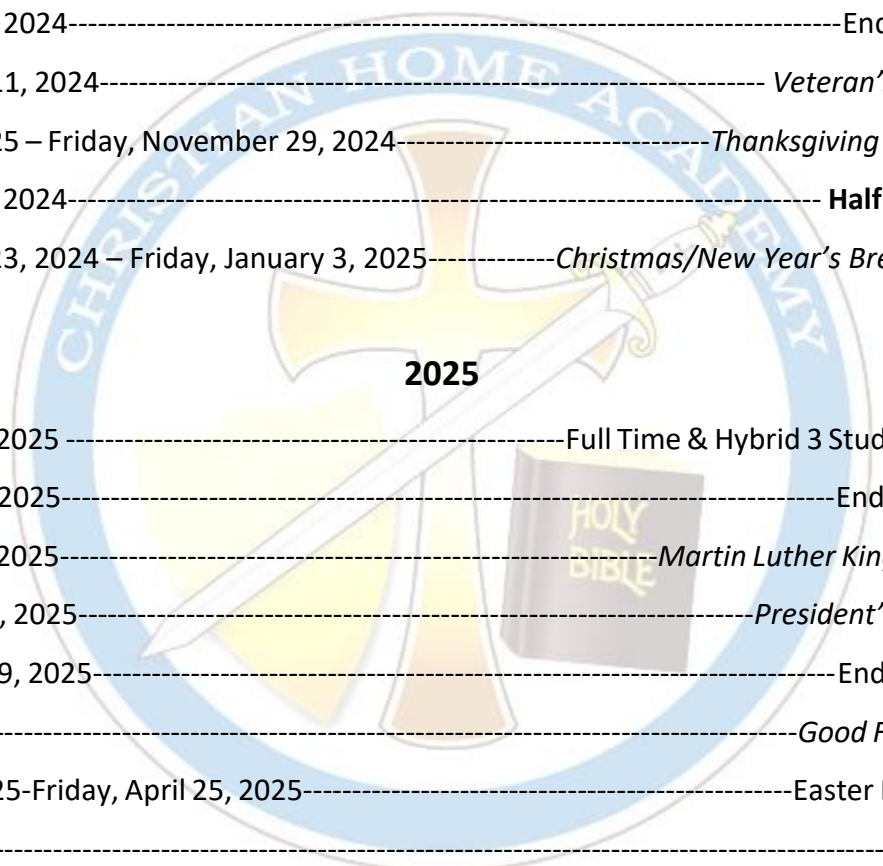 2024--------------------------------------------------------------------------------End
11, 2024--------------------------------------------------------------------- Veteran's
25 – Friday, November 29, 2024--------------------------------Thanksgiving
2024------------------------------------------------------------------------------ Half
23, 2024 – Friday, January 3, 2025-------------Christmas/New Year's Bre
CHRISTIAN HOME ACADEMY
2025
2025 ----------------------------------------------------Full Time & Hybrid 3 Stud
2025--------------------------------------------------------------------------------End
HOLY
2025--------------------------------------------------------------Martin Luther King
BIBLE
, 2025----------------------------------------------------------------------President'
9, 2025-----------------------------------------------------------------------------End
-----------------------------------------------------------------------------------Good F
25-Friday, April 25, 2025---------------------------------------------------Easter